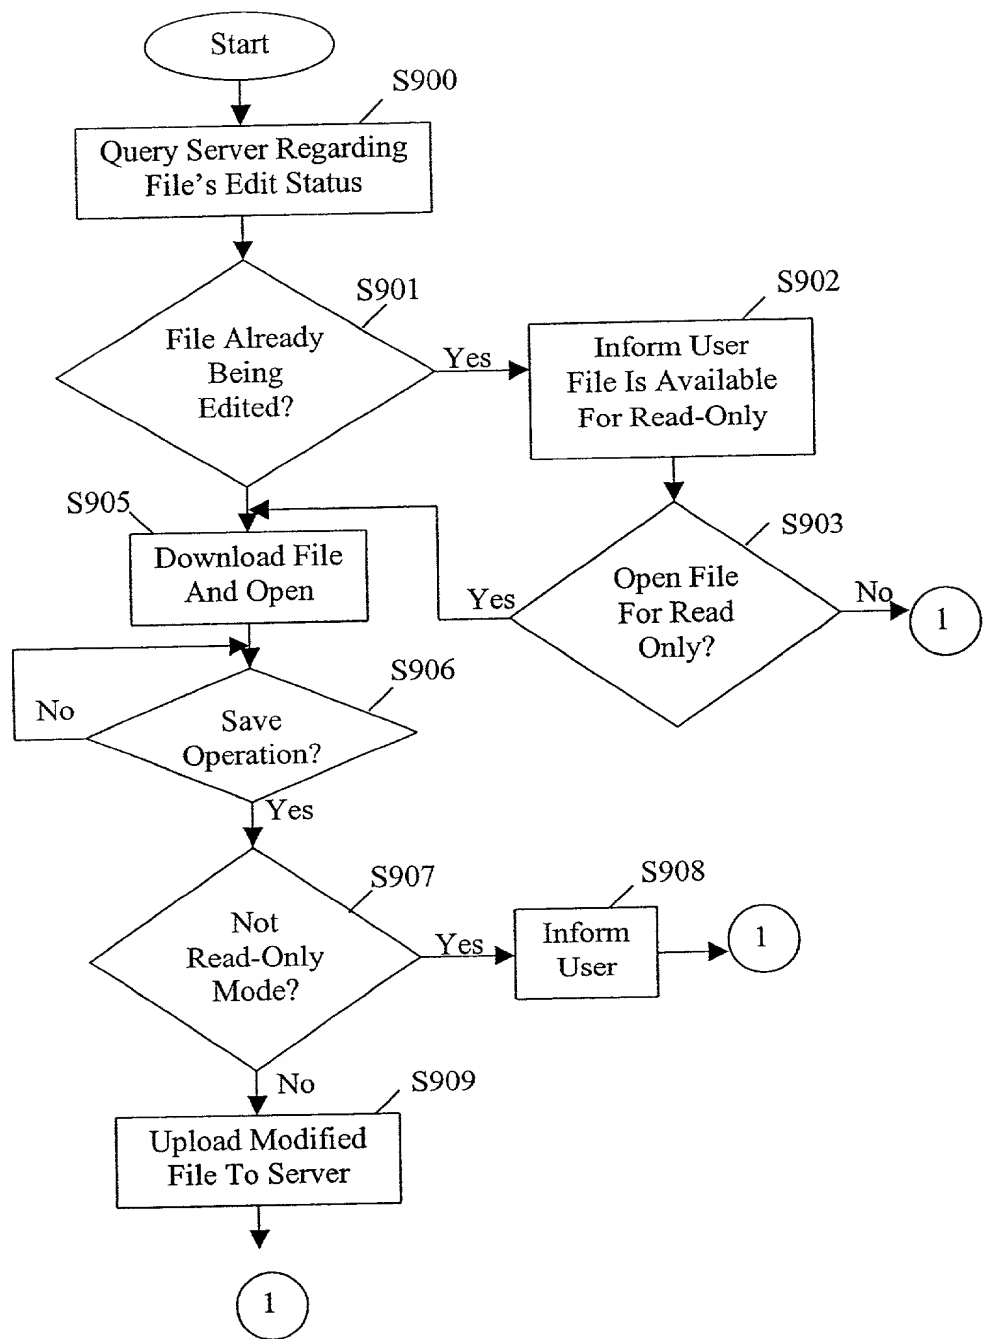 Start
S900
Query Server Regarding
File's Edit Status
S901
File Already
Being
Edited?
Yes
S902
Inform User
File Is Available
For Read-Only
S903
Open File
For Read
Only?
Yes
No
1
S905
Download File
And Open
S906
Save
Operation?
No
Yes
S907
Not
Read-Only
Mode?
Yes
S908
Inform
User
1
No
S909
Upload Modified
File To Server
1